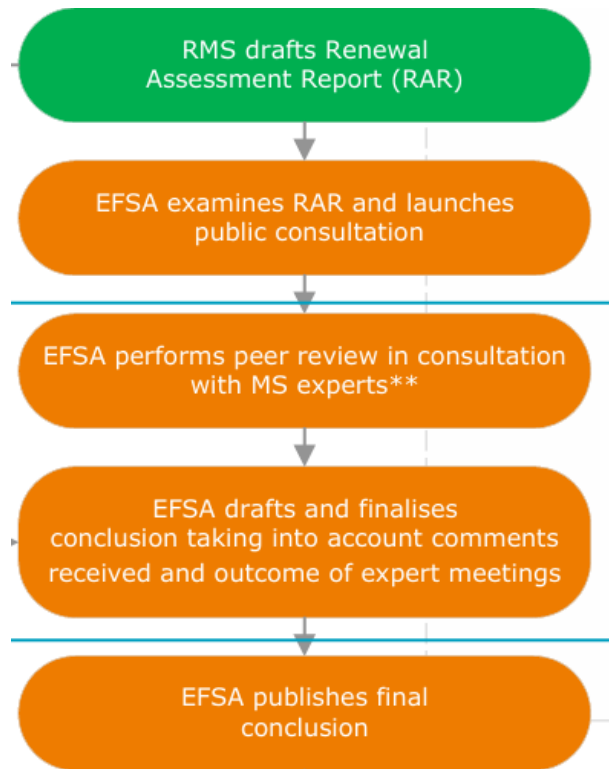 RMS drafts Renewal
Assessment Report (RAR)
EFSA examines RAR and launches
public consultation
EFSA performs peer review in consultation
with MS experts**
EFSA drafts and finalises
conclusion taking into account comments
received and outcome of expert meetings
EFSA publishes final
conclusion